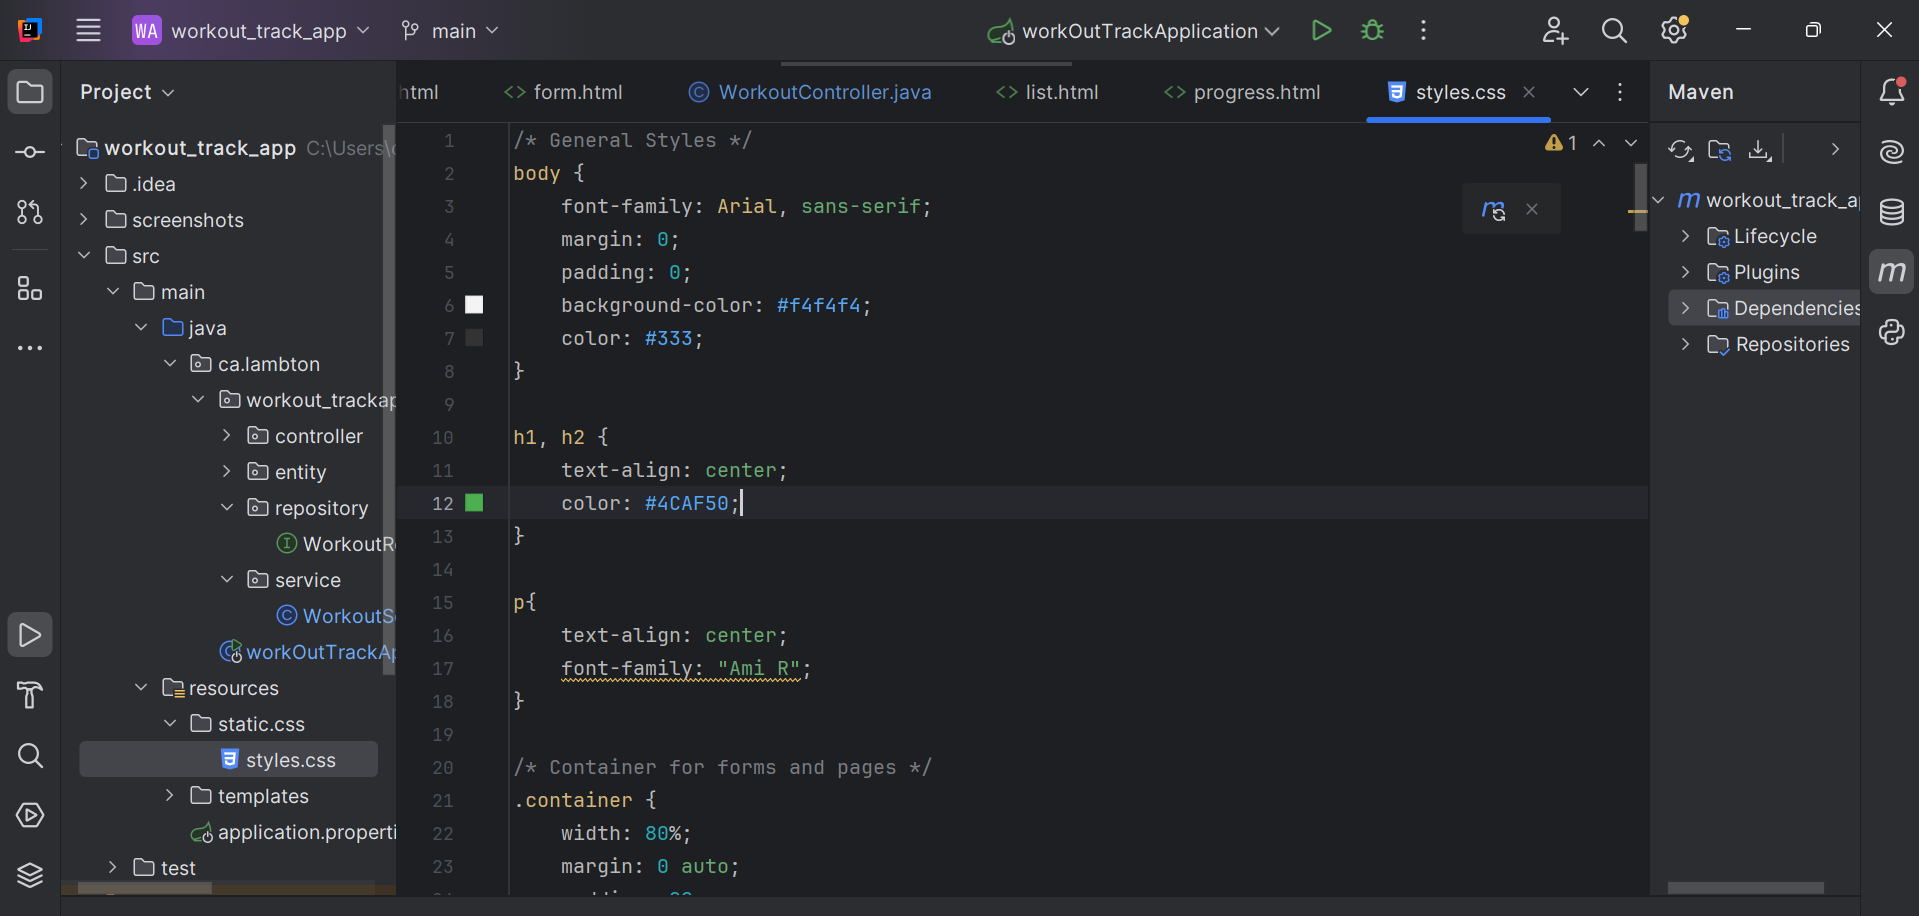 WA workout_track_app main workOutTrackApplication
Project
html form.html WorkoutController.java list.html progress.html styles.css
Maven
workout_track_app C:\Users\
.idea
screenshots
src
main
java
ca.lambton
workout_trackap
controller
entity
repository
WorkoutRe
service
WorkoutSe
workOutTrackAp
resources
static.css
styles.css
templates
application.properti
test
1 /* General Styles */
2 body {
3 font-family: Arial, sans-serif;
4 margin: 0;
5 padding: 0;
6 background-color: #f4f4f4;
7 color: #333;
8 }
9
10 h1, h2 {
11 text-align: center;
12 color: #4CAF50;
13 }
14
15 p{
16 text-align: center;
17 font-family: "Ami R";
18 }
19
20 /* Container for forms and pages */
21 .container {
22 width: 80%;
23 margin: 0 auto;
1
m
m workout_track_a
Lifecycle
Plugins
Dependencies
Repositories
m